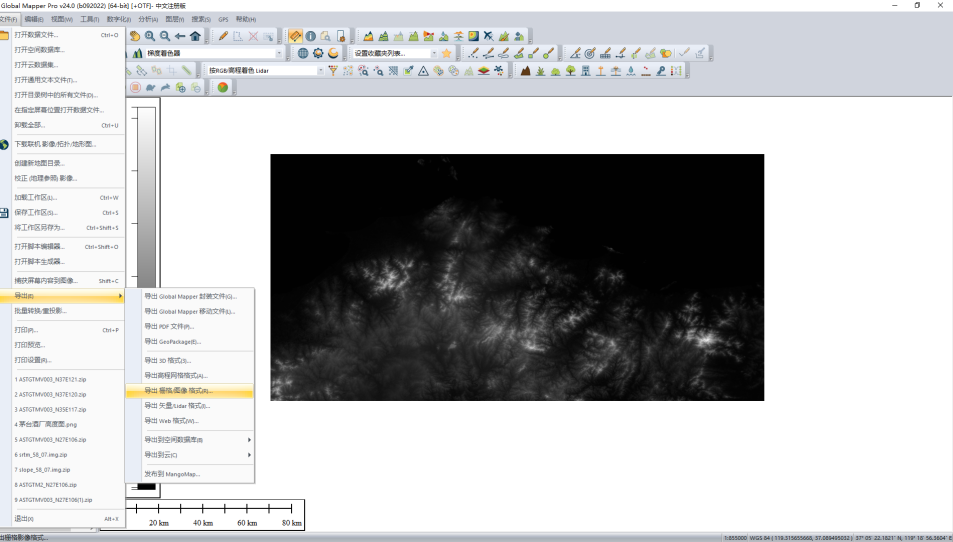 Global Mapper Pro v24.0 (b092022) [64-bit] [+OTF]- 中文注册版
文件(F) 编辑(E) 视图(W) 工具(T) 数字化(I) 分析(A) 图层(Y) 搜索(S) GPS 帮助(H)
打开数据文件... Ctrl+O
打开空间数据库...
打开云数据集...
打开通用文本文件(T)...
打开目录树中的所有文件(D)...
在指定屏幕位置打开数据文件...
卸载全部... Ctrl+U
下载联机 影像/拓扑/地形图...
创建新地图目录...
校正 (地理参照) 影像...
加载工作区(L)... Ctrl+W
保存工作区(S)... Ctrl+S
将工作区另存为... Ctrl+Shift+S
打开脚本编辑器... Ctrl+Shift+O
打开脚本生成器...
捕获屏幕内容到图像... Shift+C
导出(E)
批量转换/重投影...
打印(P)... Ctrl+P
打印预览...
打印设置(R)...
1 ASTGTMV003_N37E121.zip
2 ASTGTMV003_N37E120.zip
3 ASTGTMV003_N35E117.zip
4 茅台酒厂高度图.png
5 ASTGTMV003_N27E106.zip
6 srtm_58_07.img.zip
7 slope_58_07.img.zip
8 ASTGTM2_N27E106.zip
9 ASTGTMV003_N27E106(1).zip
退出(X) Alt+X
梯度着色器
设置收藏夹列表...
按RGB/高程着色 Lidar
导出 Global Mapper 封装文件(G)...
导出 Global Mapper 移动文件(L)...
导出 PDF 文件(P)...
导出 GeoPackage(E)...
导出 3D 格式(3)...
导出高程网格格式(A)...
导出 栅格/图像 格式(R)...
导出 矢量/Lidar 格式(I)...
导出 Web 格式(W)...
导出到空间数据库(B)
导出到云(C)
发布到 MangoMap...
20 km 40 km 60 km 80 km
出栅格影像格式...
1:855000 WGS 84 ( 119.315655668, 37.089495032 ) 37° 05' 22.1821" N, 119° 18' 56.3604" E